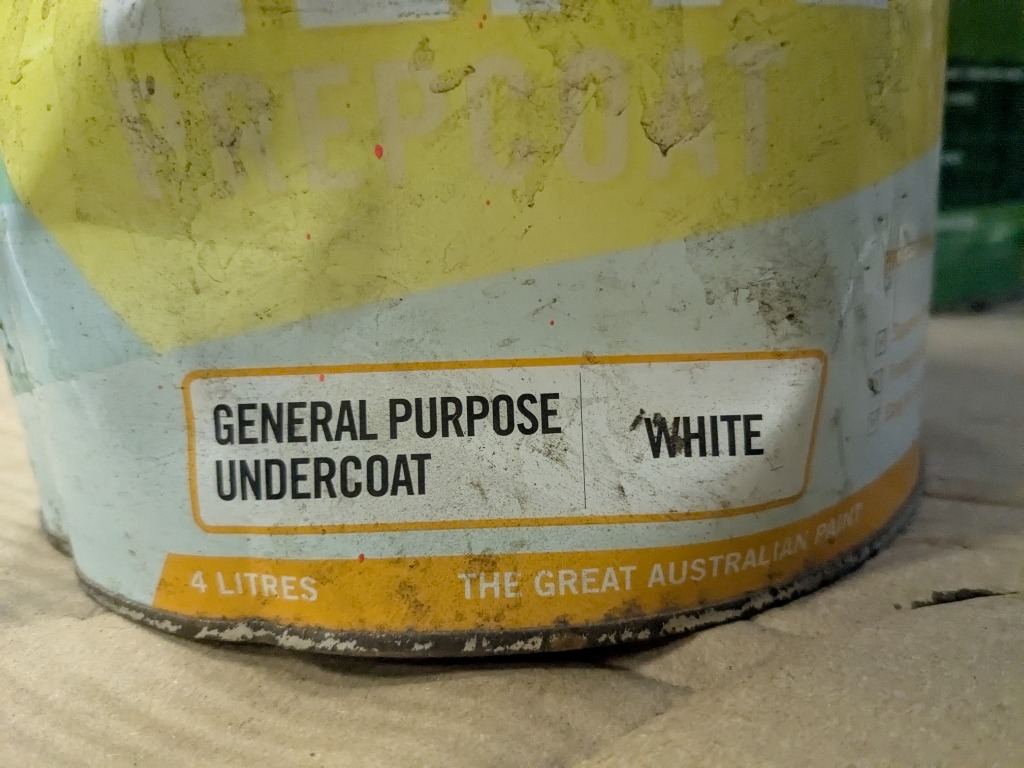 PREPCOAT
GENERAL PURPOSE
UNDERCOAT
WHITE
4 LITRES
THE GREAT AUSTRALIAN PAINT